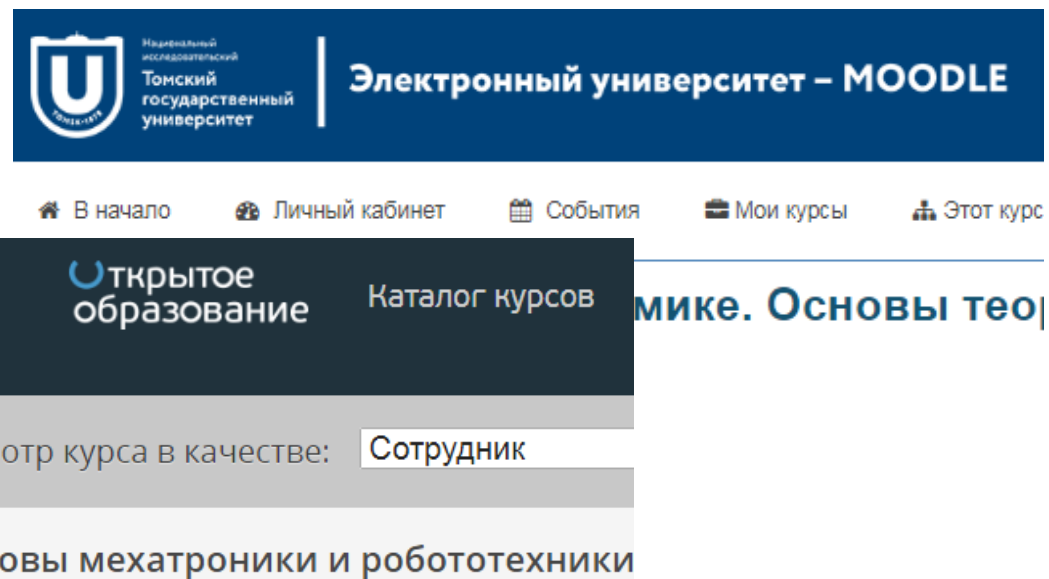 Национальный
исследовательский
Томский
государственный
университет
ТОМСК-1878
Электронный университет – MOODLE
В начало
Личный кабинет
События
Мои курсы
Этот курс
Открытое
образование
Каталог курсов
мике. Основы теор
отр курса в качестве:
Сотрудник
овы мехатроники и робототехники